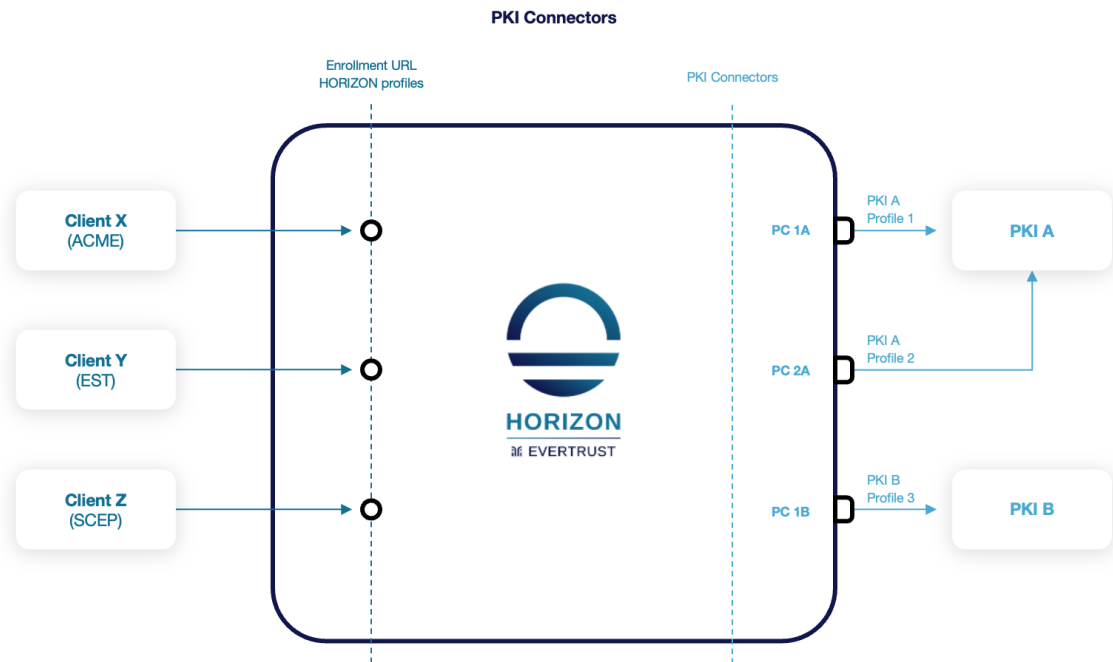 PKI Connectors
Enrollment URL
HORIZON profiles
PKI Connectors
Client X
(ACME)
PC 1A
PKI A
Profile 1
PKI A
Client Y
(EST)
PC 2A
PKI A
Profile 2
HORIZON
EVERTRUST
Client Z
(SCEP)
PC 1B
PKI B
Profile 3
PKI B